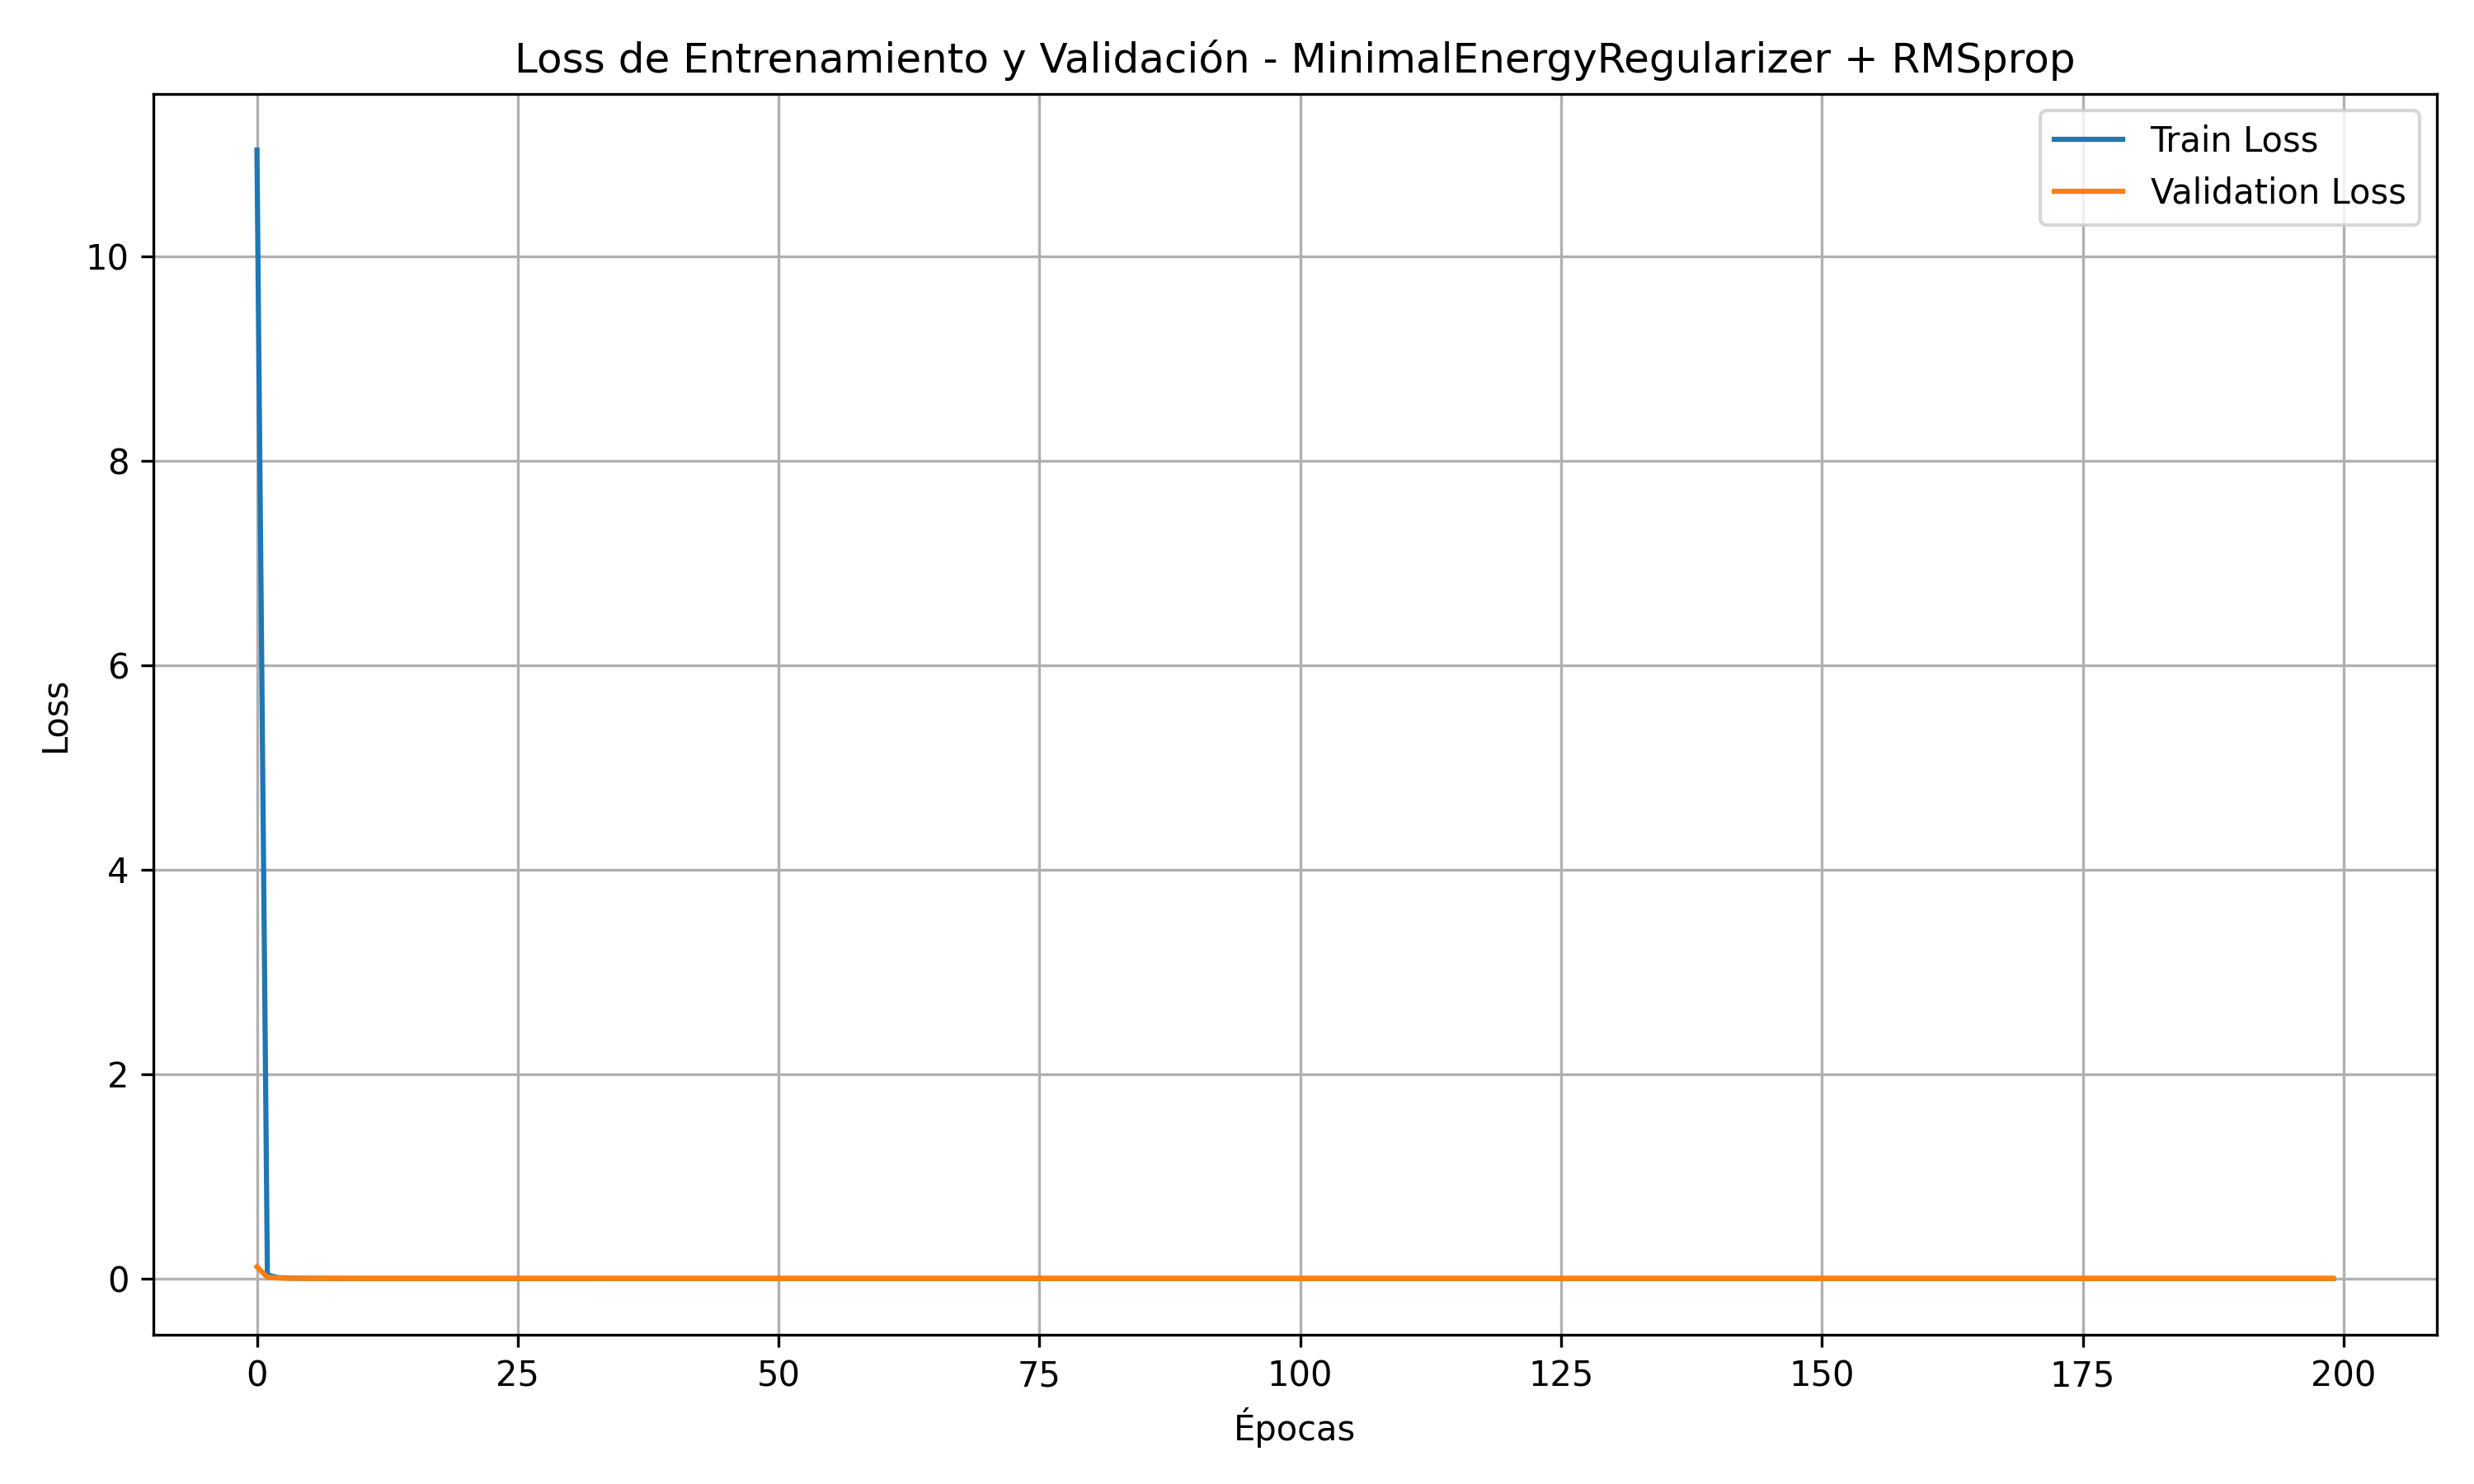 Loss de Entrenamiento y Validación - MinimalEnergyRegularizer + RMSprop
Train Loss
Validation Loss
10
8
6
4
2
0
Loss
0 25 50 75 100 125 150 175 200
Épocas